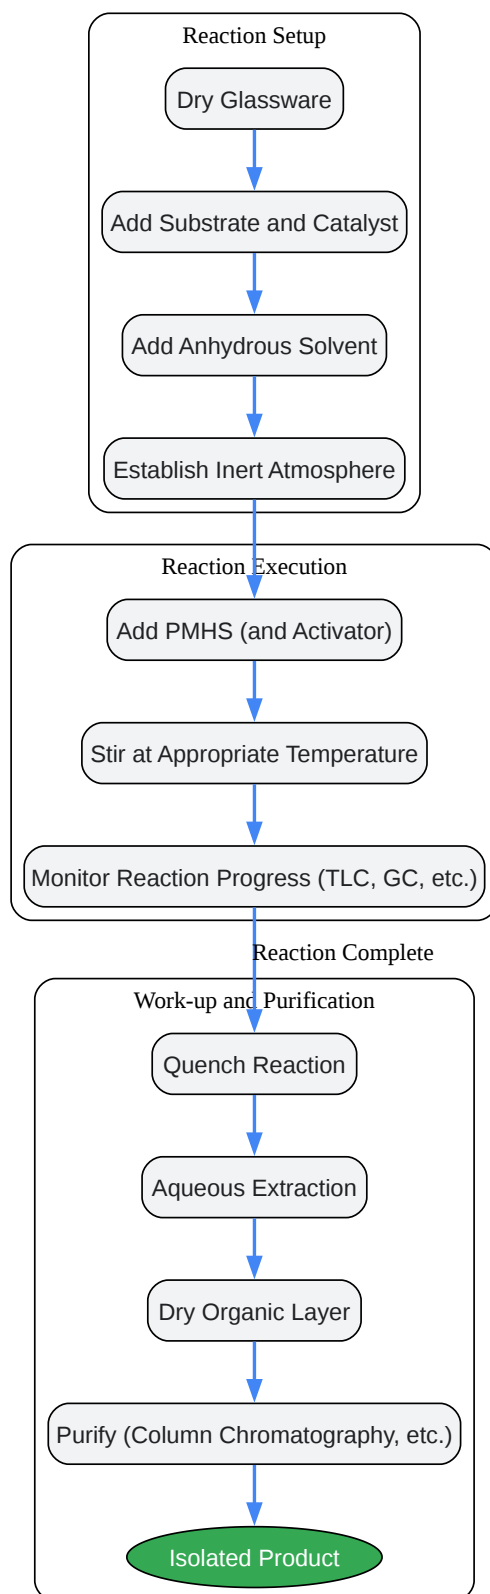 Reaction Setup
Dry Glassware
Add Substrate and Catalyst
Add Anhydrous Solvent
Establish Inert Atmosphere
Reaction Execution
Add PMHS (and Activator)
Stir at Appropriate Temperature
Monitor Reaction Progress (TLC, GC, etc.)
Reaction Complete
Work-up and Purification
Quench Reaction
Aqueous Extraction
Dry Organic Layer
Purify (Column Chromatography, etc.)
Isolated Product